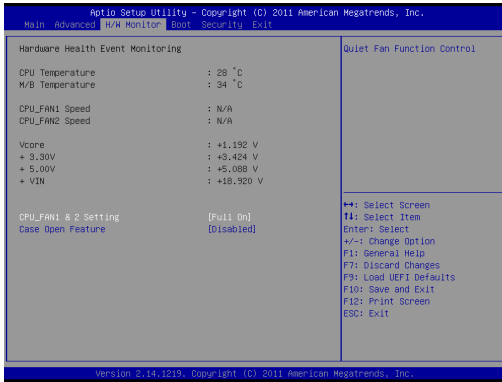 Aptio Setup Utility - Copyright (C) 2011 American Megatrends, Inc.
Main Advanced H/W Monitor Boot Security Exit
Hardware Health Event Monitoring
Quiet Fan Function Control
CPU Temperature : 28 °C
M/B Temperature : 34 °C
CPU_FAN1 Speed : N/A
CPU_FAN2 Speed : N/A
Vcore : +1.192 V
+ 3.30V : +3.424 V
+ 5.00V : +5.088 V
+ VIN : +18.920 V
CPU_FAN1 & 2 Setting [Full On]
Case Open Feature [Disabled]
↔: Select Screen
↑↓: Select Item
Enter: Select
+/-: Change Option
F1: General Help
F7: Discard Changes
F9: Load UEFI Defaults
F10: Save and Exit
F12: Print Screen
ESC: Exit
Version 2.14.1219. Copyright (C) 2011 American Megatrends, Inc.